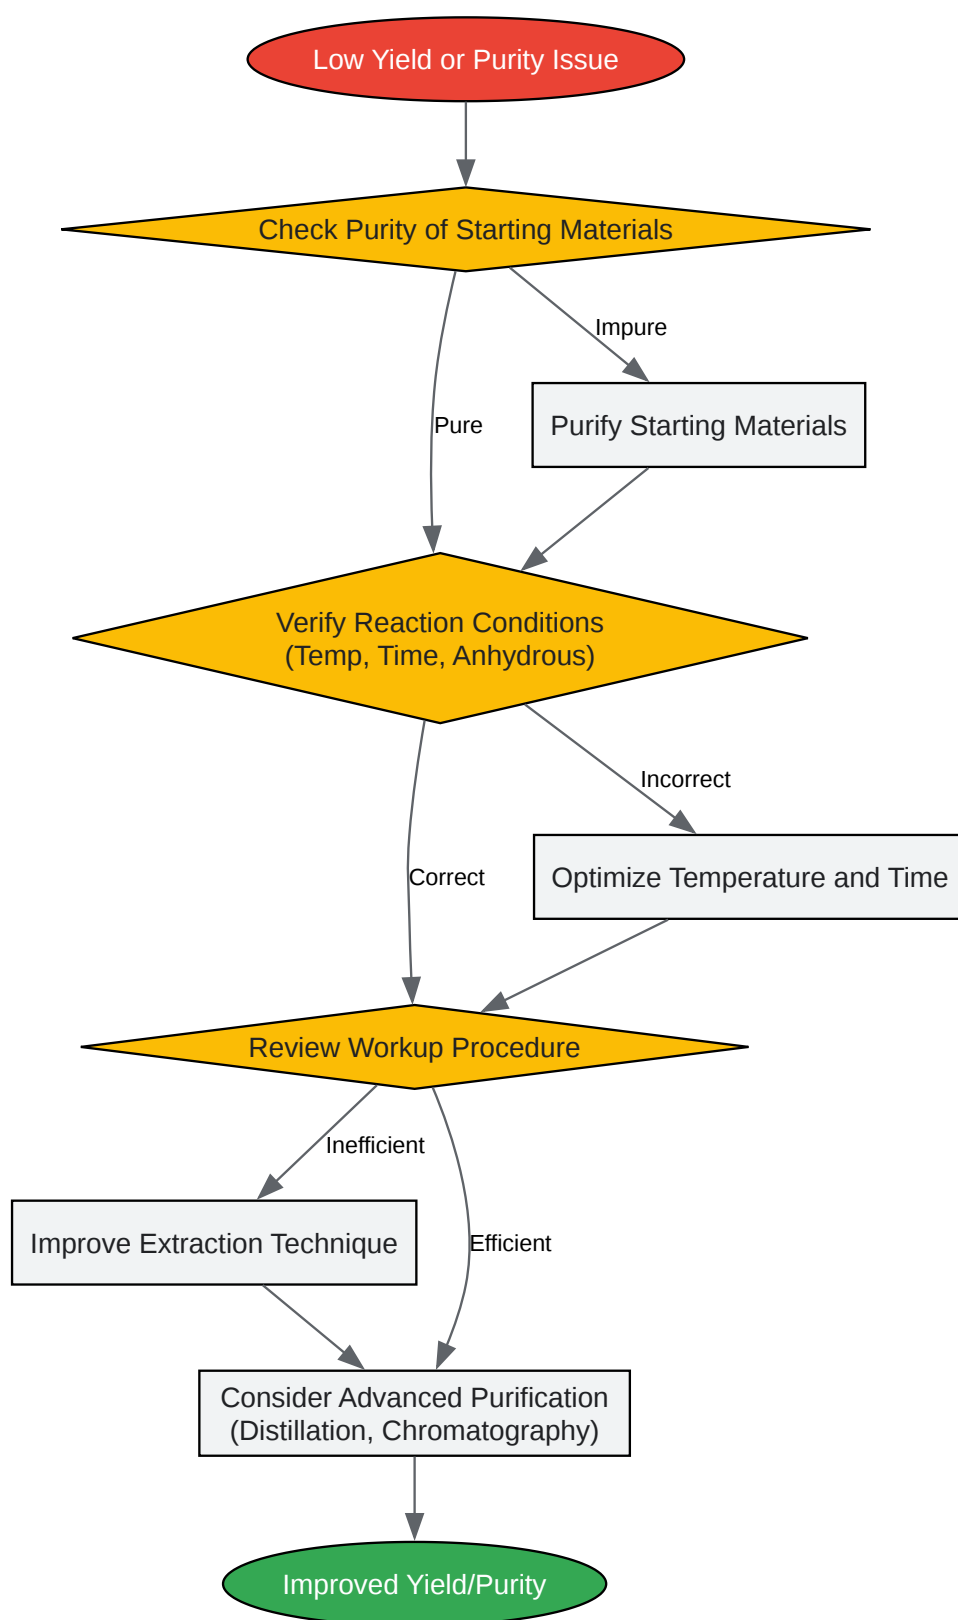 Low Yield or Purity Issue
Check Purity of Starting Materials
Impure
Pure
Purify Starting Materials
Verify Reaction Conditions
(Temp, Time, Anhydrous)
Incorrect
Correct
Optimize Temperature and Time
Review Workup Procedure
Inefficient
Improve Extraction Technique
Efficient
Consider Advanced Purification
(Distillation, Chromatography)
Improved Yield/Purity